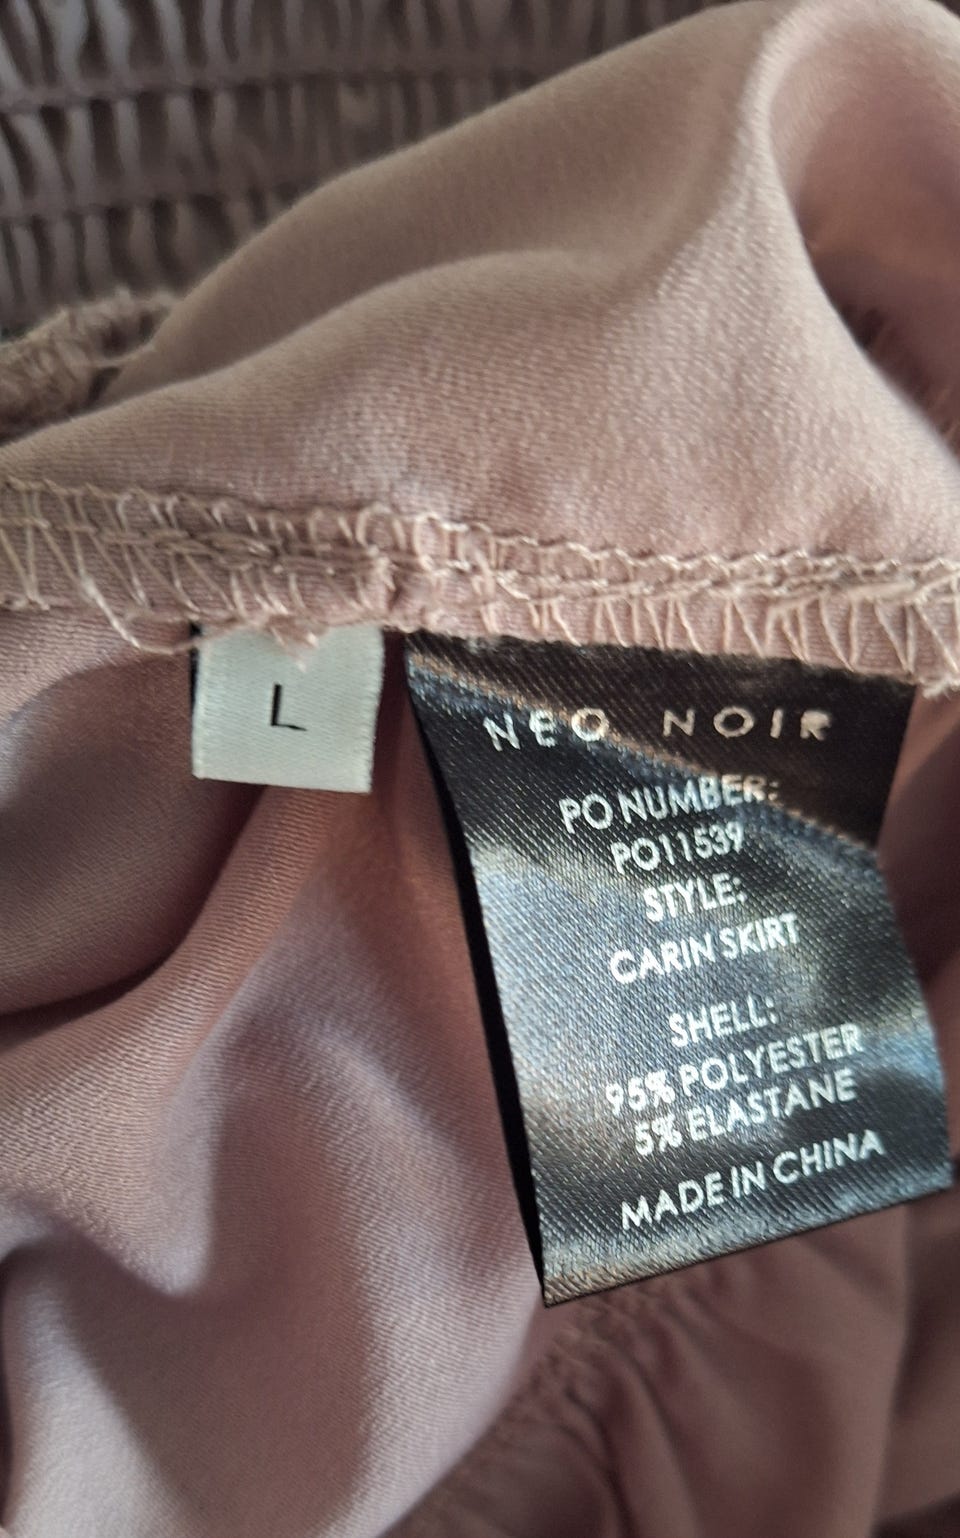 L
NEO NOIR
PO NUMBER:
PO11539
STYLE:
CARIN SKIRT
SHELL:
95% POLYESTER
5% ELASTANE
MADE IN CHINA